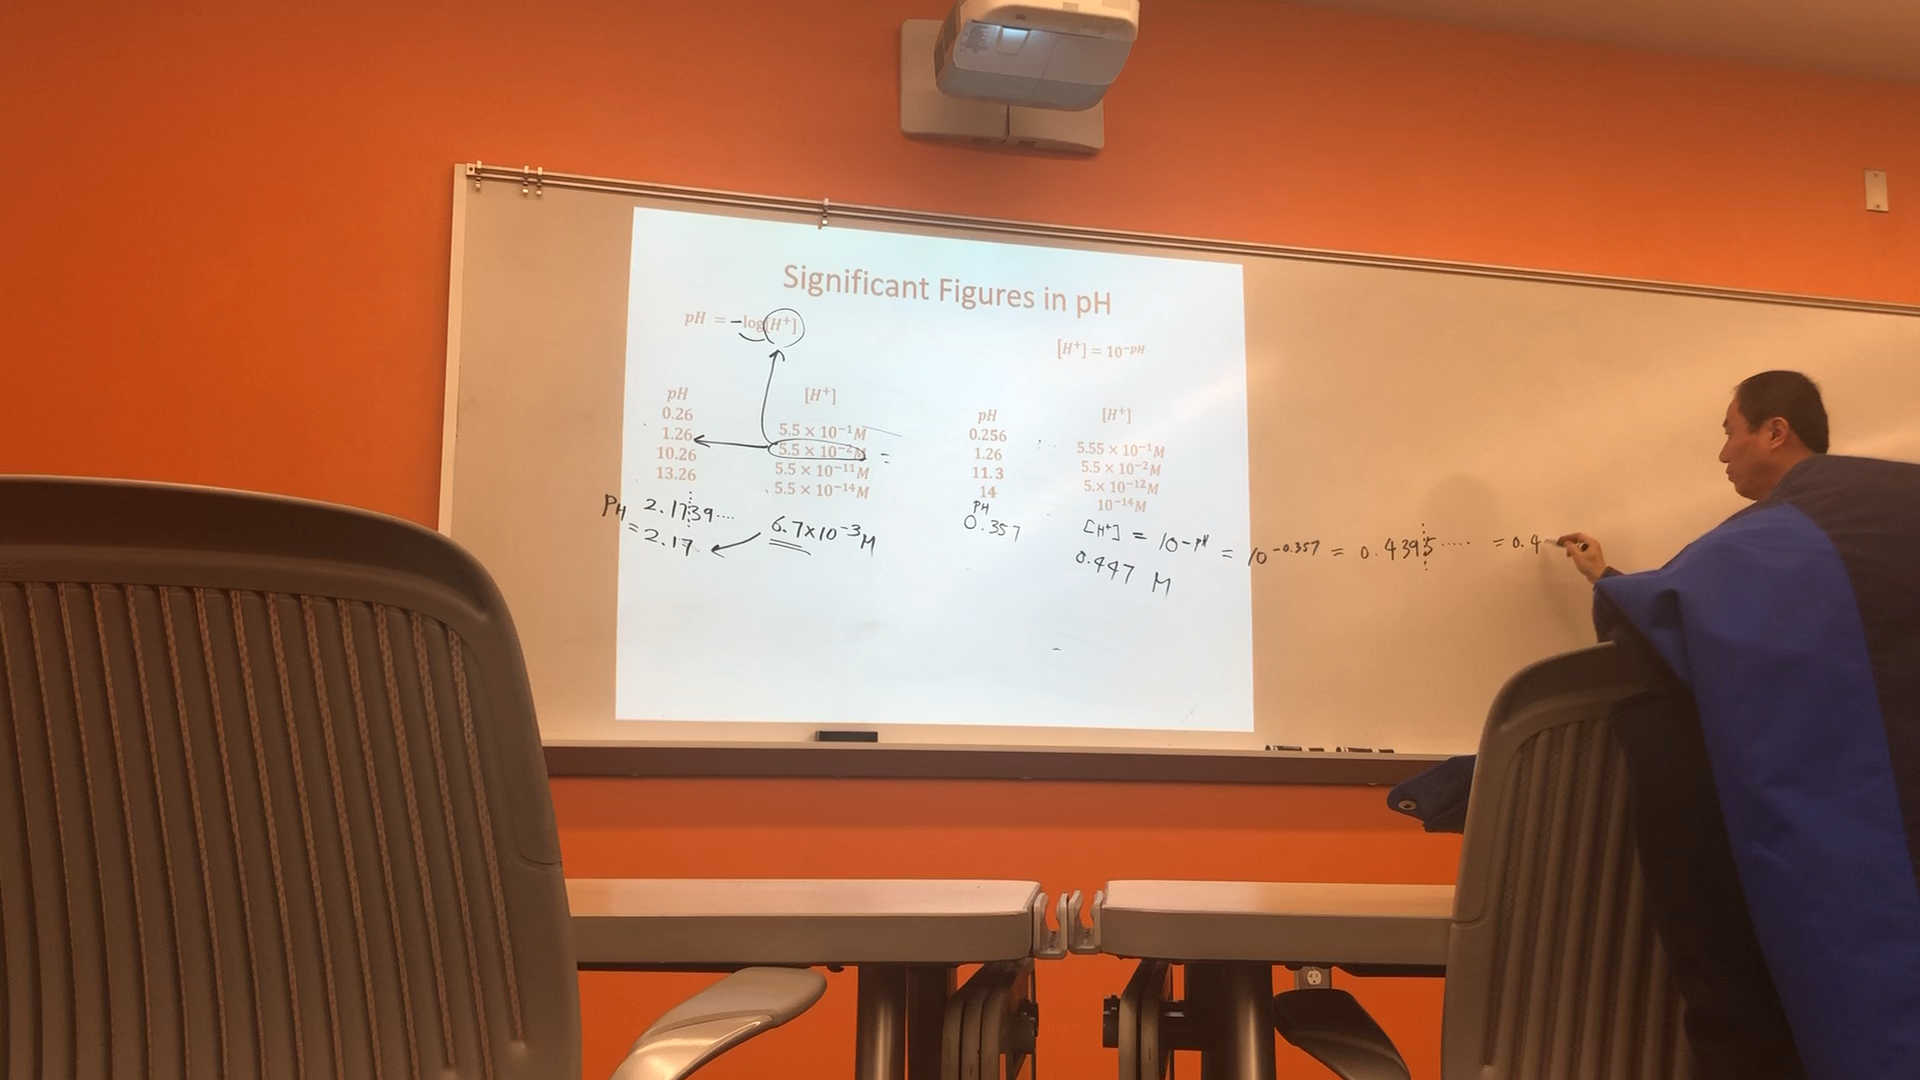 Significant Figures in pH
pH = -log[H⁺]
[H⁺] = 10⁻ᵖᴴ
pH [H⁺]
0.26 5.5 × 10⁻¹M
1.26 5.5 × 10⁻²M =
10.26 5.5 × 10⁻¹¹M
13.26 5.5 × 10⁻¹⁴M
pH [H⁺]
0.256 5.55 × 10⁻¹M
1.26 5.5 × 10⁻²M
11.3 5.× 10⁻¹²M
14 10⁻¹⁴M
PH 2.1739....
= 2.17.
6.7×10⁻³M
PH
0.357
[H⁺] = 10⁻ᵖᴴ = 10⁻⁰·³⁵⁷ = 0.4395..... = 0.4
0.447 M